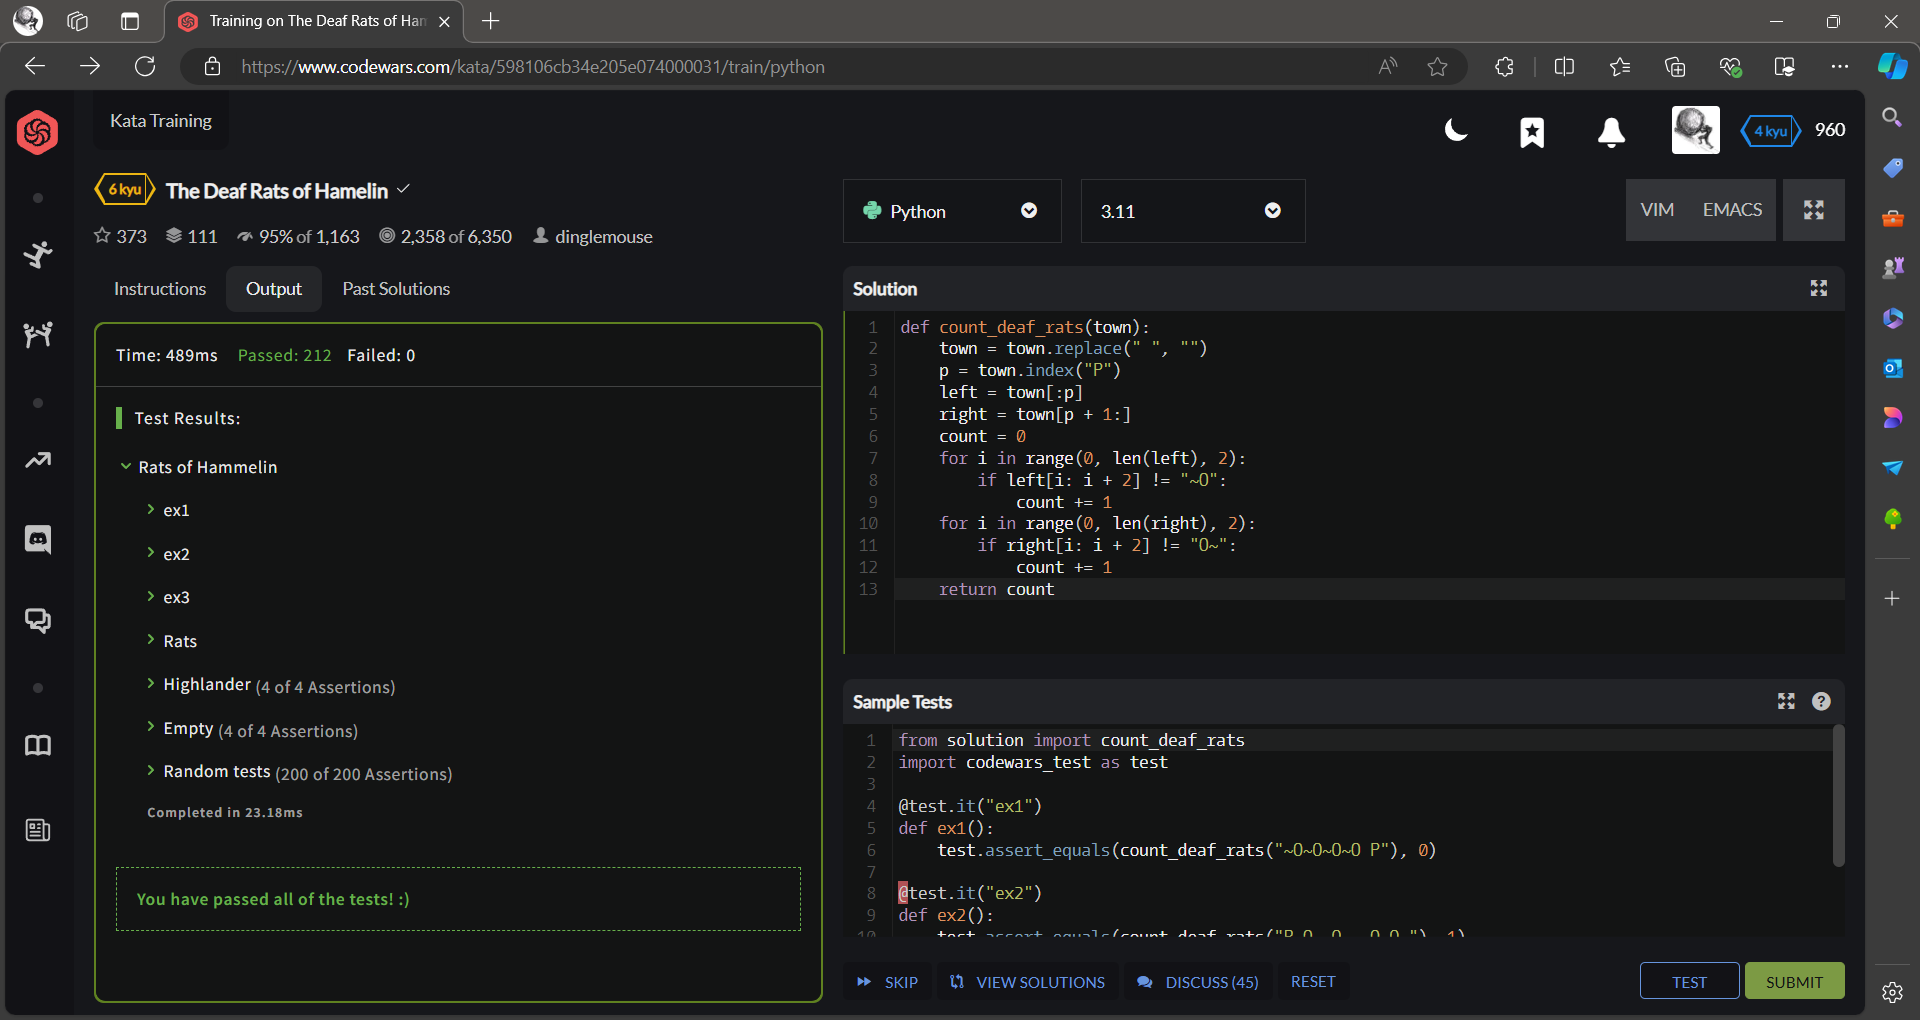 Training on The Deaf Rats of Ham
https://www.codewars.com/kata/598106cb34e205e074000031/train/python
Kata Training
4 kyu 960
6 kyu The Deaf Rats of Hamelin
373 111 95% of 1,163 2,358 of 6,350 dinglemouse
Python 3.11 VIM EMACS
Instructions Output Past Solutions
Time: 489ms Passed: 212 Failed: 0
Test Results:
Rats of Hammelin
ex1
ex2
ex3
Rats
Highlander (4 of 4 Assertions)
Empty (4 of 4 Assertions)
Random tests (200 of 200 Assertions)
Completed in 23.18ms
You have passed all of the tests! :)
Solution
1 def count_deaf_rats(town):
2 town = town.replace(" ", "")
3 p = town.index("P")
4 left = town[:p]
5 right = town[p + 1:]
6 count = 0
7 for i in range(0, len(left), 2):
8 if left[i: i + 2] != "~O":
9 count += 1
10 for i in range(0, len(right), 2):
11 if right[i: i + 2] != "O~":
12 count += 1
13 return count
Sample Tests
1 from solution import count_deaf_rats
2 import codewars_test as test
3
4 @test.it("ex1")
5 def ex1():
6 test.assert_equals(count_deaf_rats("~O~O~O~O P"), 0)
7
8 @test.it("ex2")
9 def ex2():
10 test.assert_equals(count_deaf_rats("P
SKIP VIEW SOLUTIONS DISCUSS (45) RESET TEST SUBMIT